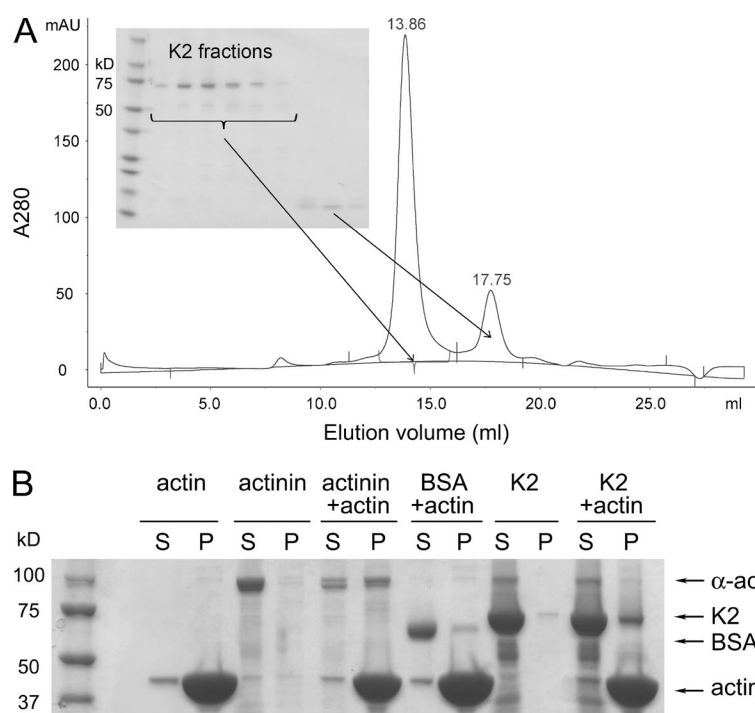 A
mAU
13.86
K2 fractions
kD
75
50
200
150
100
50
0
17.75
A280
0.0 5.0 10.0 15.0 20.0 25.0 ml
Elution volume (ml)
B
actin actinin actinin +actin BSA +actin K2 K2 +actin
kD S P S P S P S P S P S P
100 α-ac
75 K2
BSA
50
actin
37